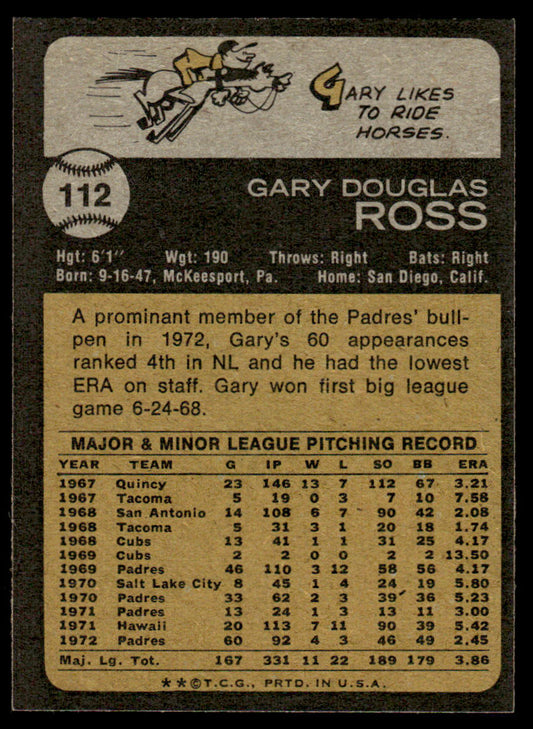 GARY LIKES
TO RIDE
HORSES.
112
GARY DOUGLAS
ROSS
Hgt: 6'1" Wgt: 190 Throws: Right Bats: Right
Born: 9-16-47, McKeesport, Pa. Home: San Diego, Calif.
A prominant member of the Padres' bull-
pen in 1972, Gary's 60 appearances
ranked 4th in NL and he had the lowest
ERA on staff. Gary won first big league
game 6-24-68.
MAJOR & MINOR LEAGUE PITCHING RECORD
YEAR TEAM G IP W L SO BB ERA
1967 Quincy 23 146 13 7 112 67 3.21
1967 Tacoma 5 19 0 3 7 10 7.58
1968 San Antonio 14 108 6 7 90 42 2.08
1968 Tacoma 5 31 3 1 20 18 1.74
1968 Cubs 13 41 1 1 31 25 4.17
1969 Cubs 2 2 0 0 2 2 13.50
1969 Padres 46 110 3 12 58 56 4.17
1970 Salt Lake City 8 45 1 4 24 19 5.80
1970 Padres 33 62 2 3 39 36 5.23
1971 Padres 13 24 1 3 13 11 3.00
1971 Hawaii 20 113 7 11 90 39 5.42
1972 Padres 60 92 4 3 46 49 2.45
Maj. Lg. Tot. 167 331 11 22 189 179 3.86
**©T.C.G., PRTD. IN U.S.A.